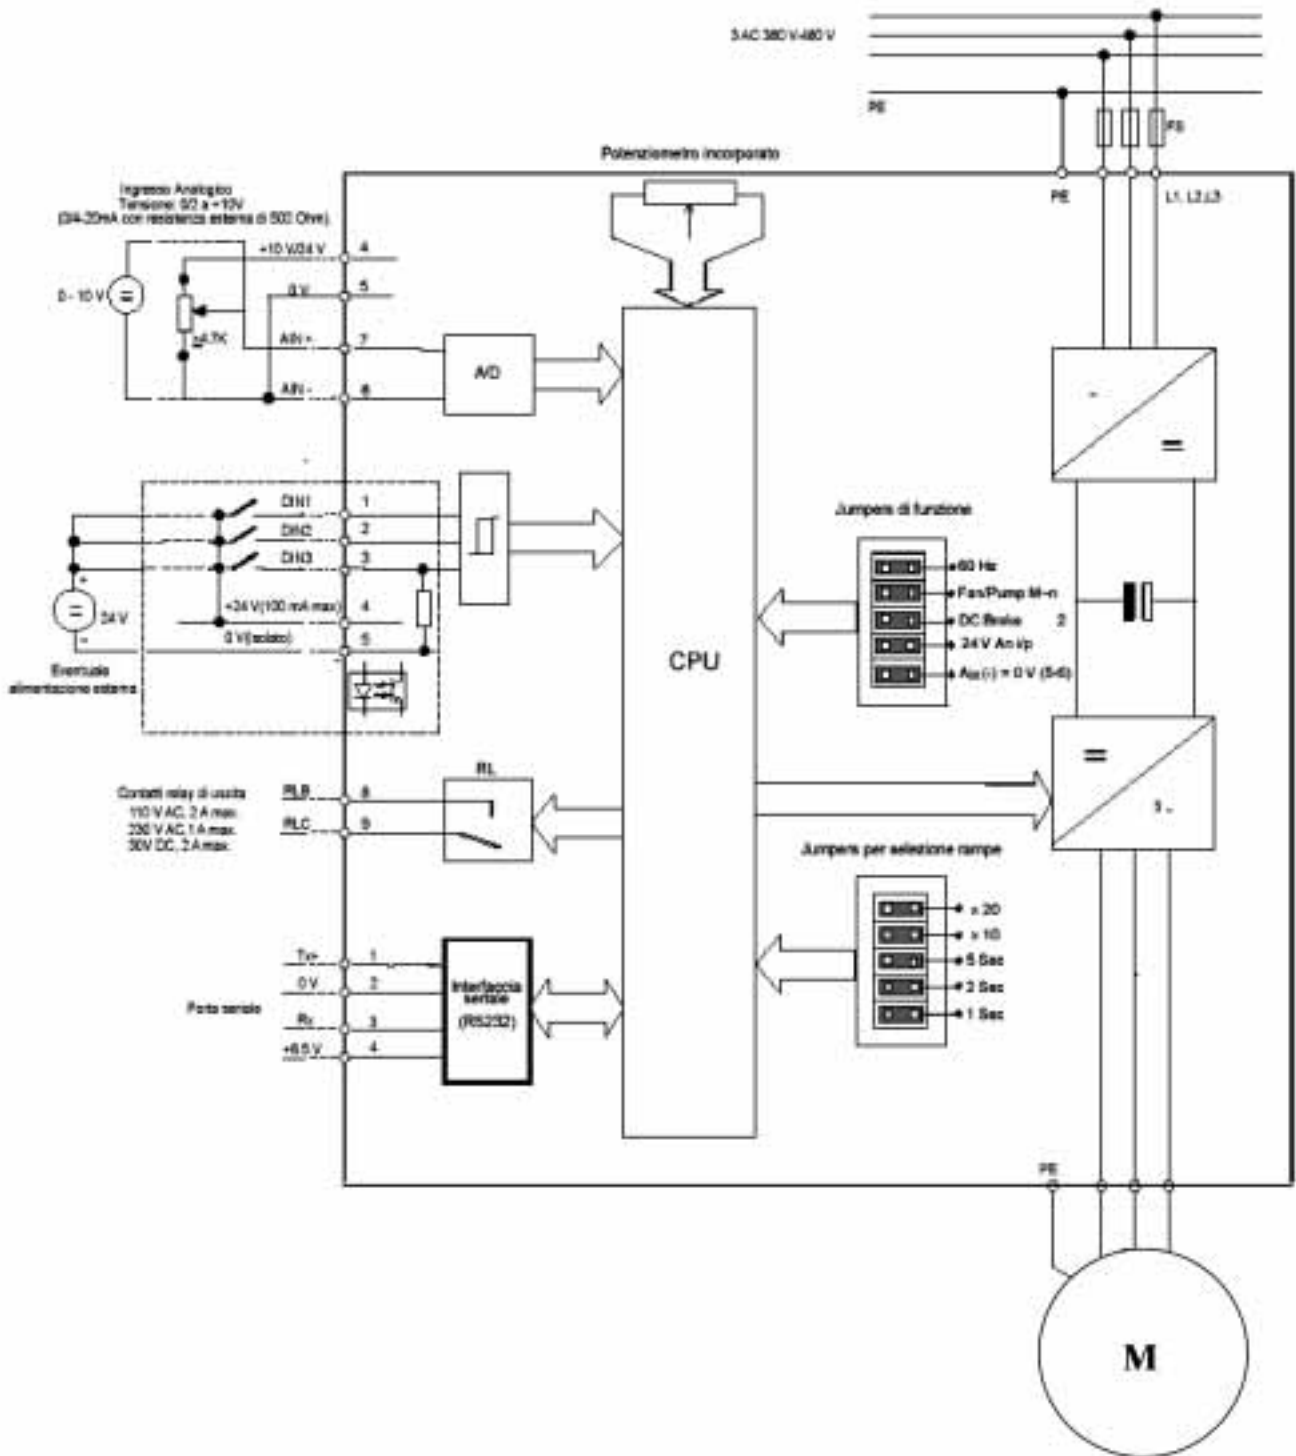 3 AC 380 V-480 V
PE
FS
Potenziometro incorporato
PE
L1, L2,L3
Ingresso Analogico
Tensione: 0/2 a +10V
(0/4-20mA con resistenza esterna di 500 Ohm)
+10 V/24 V
4
0 V
5
0 - 10 V
=
≥4.7K
AIN +
7
AIN -
6
A/D
DIN1
1
DIN2
2
DIN3
3
+
=
24 V
-
+24 V(100 mA max)
4
0 V(isolato)
5
Eventuale
alimentazione esterna
CPU
Jumpers di funzione
60 Hz
Fan/Pump M~n
DC Brake
2
24 V An i/p
(-) = 0 V (5-6)
-
=
=
3 ~
RL
Contatti relay di uscita
110 V AC, 2 A max.
230 V AC, 1 A max.
30V DC, 2 A max.
RLB
8
RLC
9
Jumpers per selezione rampe
x 20
x 10
5 Sec
2 Sec
1 Sec
Porta seriale
Tx+
1
0 V
2
Rx
3
4
Interfaccia
seriale
(RS232)
PE
M